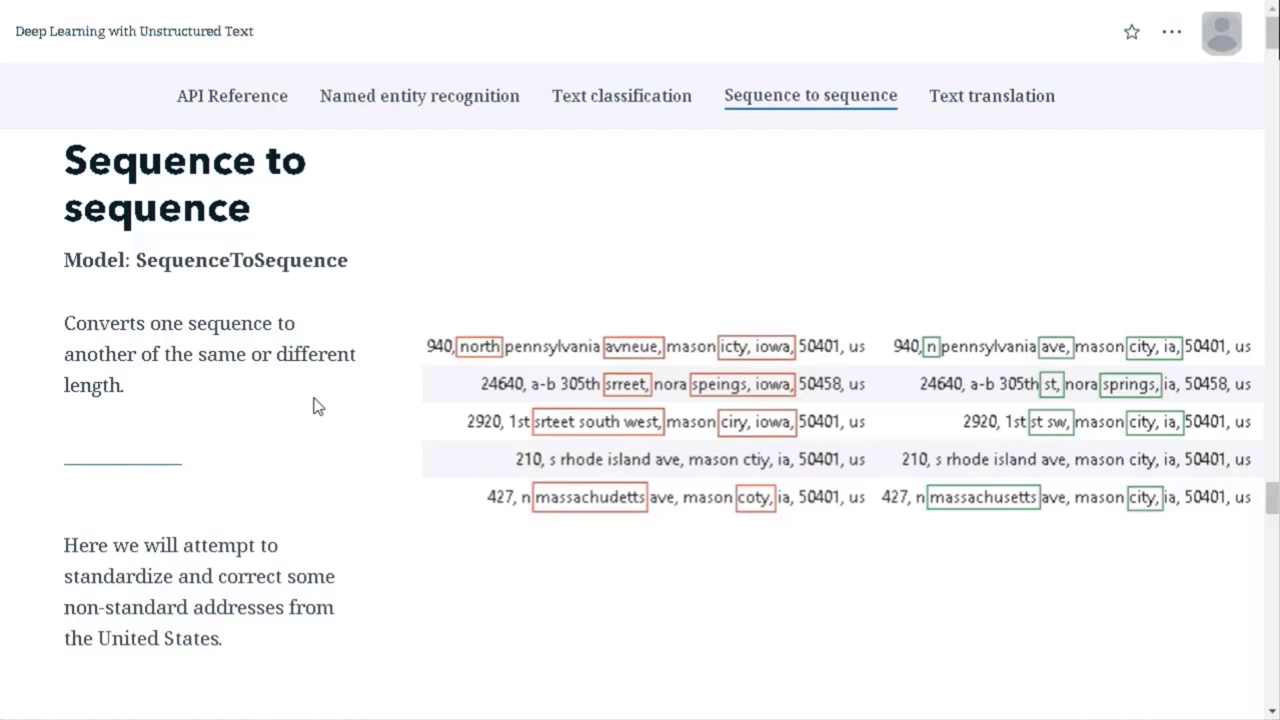 Deep Learning with Unstructured Text
API Reference Named entity recognition Text classification Sequence to sequence Text translation
Sequence to
sequence
Model: SequenceToSequence
Converts one sequence to
another of the same or different
length.
Here we will attempt to
standardize and correct some
non-standard addresses from
the United States.
940, north pennsylvania avneue, mason icty, iowa, 50401, us 940, n pennsylvania ave, mason city, ia, 50401, us
24640, a-b 305th srreet, nora speings, iowa, 50458, us 24640, a-b 305th st, nora springs, ia, 50458, us
2920, 1st srteet south west, mason ciry, iowa, 50401, us 2920, 1st st sw, mason city, ia, 50401, us
210, s rhode island ave, mason ctiy, ia, 50401, us 210, s rhode island ave, mason city, ia, 50401, us
427, n massachudetts ave, mason coty, ia, 50401, us 427, n massachusetts ave, mason city, ia, 50401, us